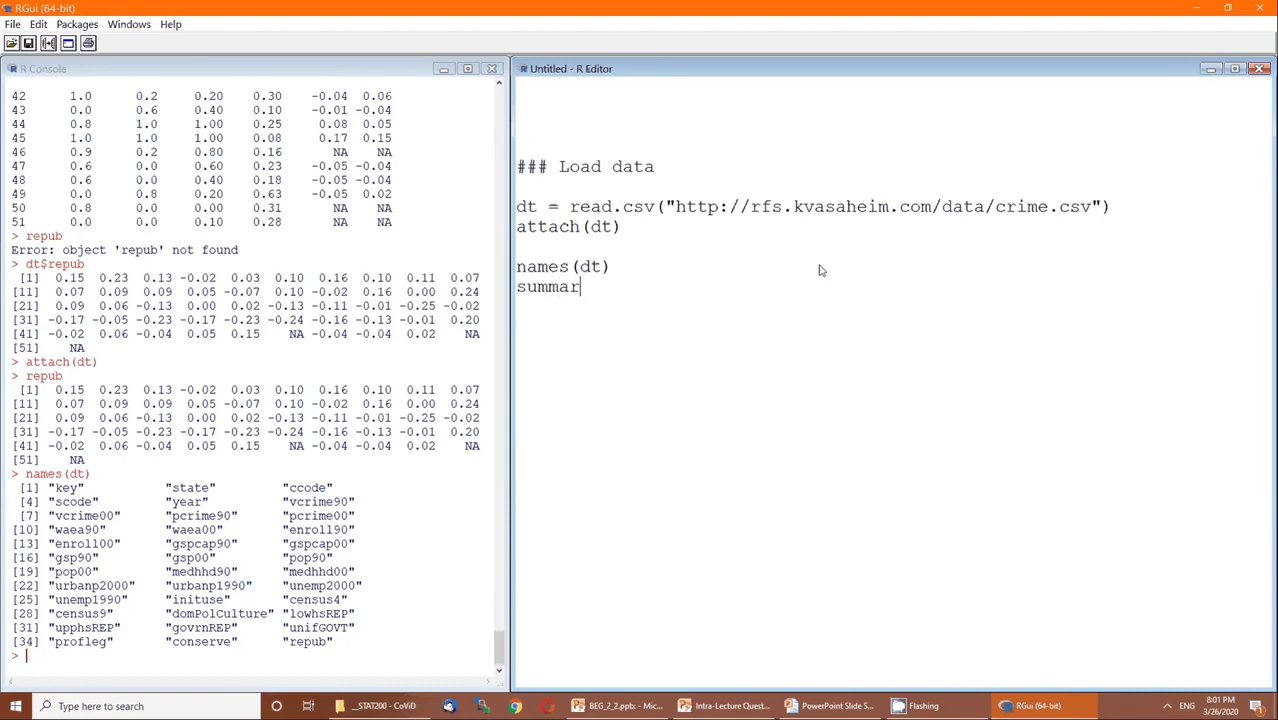 RGui (64-bit)
File Edit Packages Windows Help
R Console
42 1.0 0.2 0.20 0.30 -0.04 0.06
43 0.0 0.6 0.40 0.10 -0.01 -0.04
44 0.8 1.0 1.00 0.25 0.08 0.05
45 1.0 1.0 1.00 0.08 0.17 0.15
46 0.9 0.2 0.80 0.16 NA NA
47 0.6 0.0 0.60 0.23 -0.05 -0.04
48 0.6 0.0 0.40 0.18 -0.05 -0.04
49 0.0 0.8 0.20 0.63 -0.05 0.02
50 0.8 0.0 0.00 0.31 NA NA
51 0.0 0.0 0.10 0.28 NA NA
> repub
Error: object 'repub' not found
> dt$repub
[1] 0.15 0.23 0.13 -0.02 0.03 0.10 0.16 0.10 0.11 0.07
[11] 0.07 0.09 0.09 0.05 -0.07 0.10 -0.02 0.16 0.00 0.24
[21] 0.09 0.06 -0.13 0.00 0.02 -0.13 -0.11 -0.01 -0.25 -0.02
[31] -0.17 -0.05 -0.23 -0.17 -0.23 -0.24 -0.16 -0.13 -0.01 0.20
[41] -0.02 0.06 -0.04 0.05 0.15 NA -0.04 -0.04 0.02 NA
[51] NA
> attach(dt)
> repub
[1] 0.15 0.23 0.13 -0.02 0.03 0.10 0.16 0.10 0.11 0.07
[11] 0.07 0.09 0.09 0.05 -0.07 0.10 -0.02 0.16 0.00 0.24
[21] 0.09 0.06 -0.13 0.00 0.02 -0.13 -0.11 -0.01 -0.25 -0.02
[31] -0.17 -0.05 -0.23 -0.17 -0.23 -0.24 -0.16 -0.13 -0.01 0.20
[41] -0.02 0.06 -0.04 0.05 0.15 NA -0.04 -0.04 0.02 NA
[51] NA
> names(dt)
[1] "key" "state" "ccode"
[4] "scode" "year" "vcrime90"
[7] "vcrime00" "pcrime90" "pcrime00"
[10] "waea90" "waea00" "enroll90"
[13] "enroll00" "gspcap90" "gspcap00"
[16] "gsp90" "gsp00" "pop90"
[19] "pop00" "medhhd90" "medhhd00"
[22] "urbanp2000" "urbanp1990" "unemp2000"
[25] "unemp1990" "inituse" "census4"
[28] "census9" "domPolCulture" "lowhsREP"
[31] "upphsREP" "govrnREP" "unifGOVT"
[34] "profleg" "conserve" "repub"
>
Untitled - R Editor
### Load data
dt = read.csv("http://rfs.kvasaheim.com/data/crime.csv")
attach(dt)
names(dt)
summar
Type here to search
__STAT200 - CoViD
BEG_2_2.pptx - Mic...
Intra-Lecture Quest...
PowerPoint Slide S...
Flashing
RGui (64-bit)
ENG
8:01 PM
3/26/2020
1